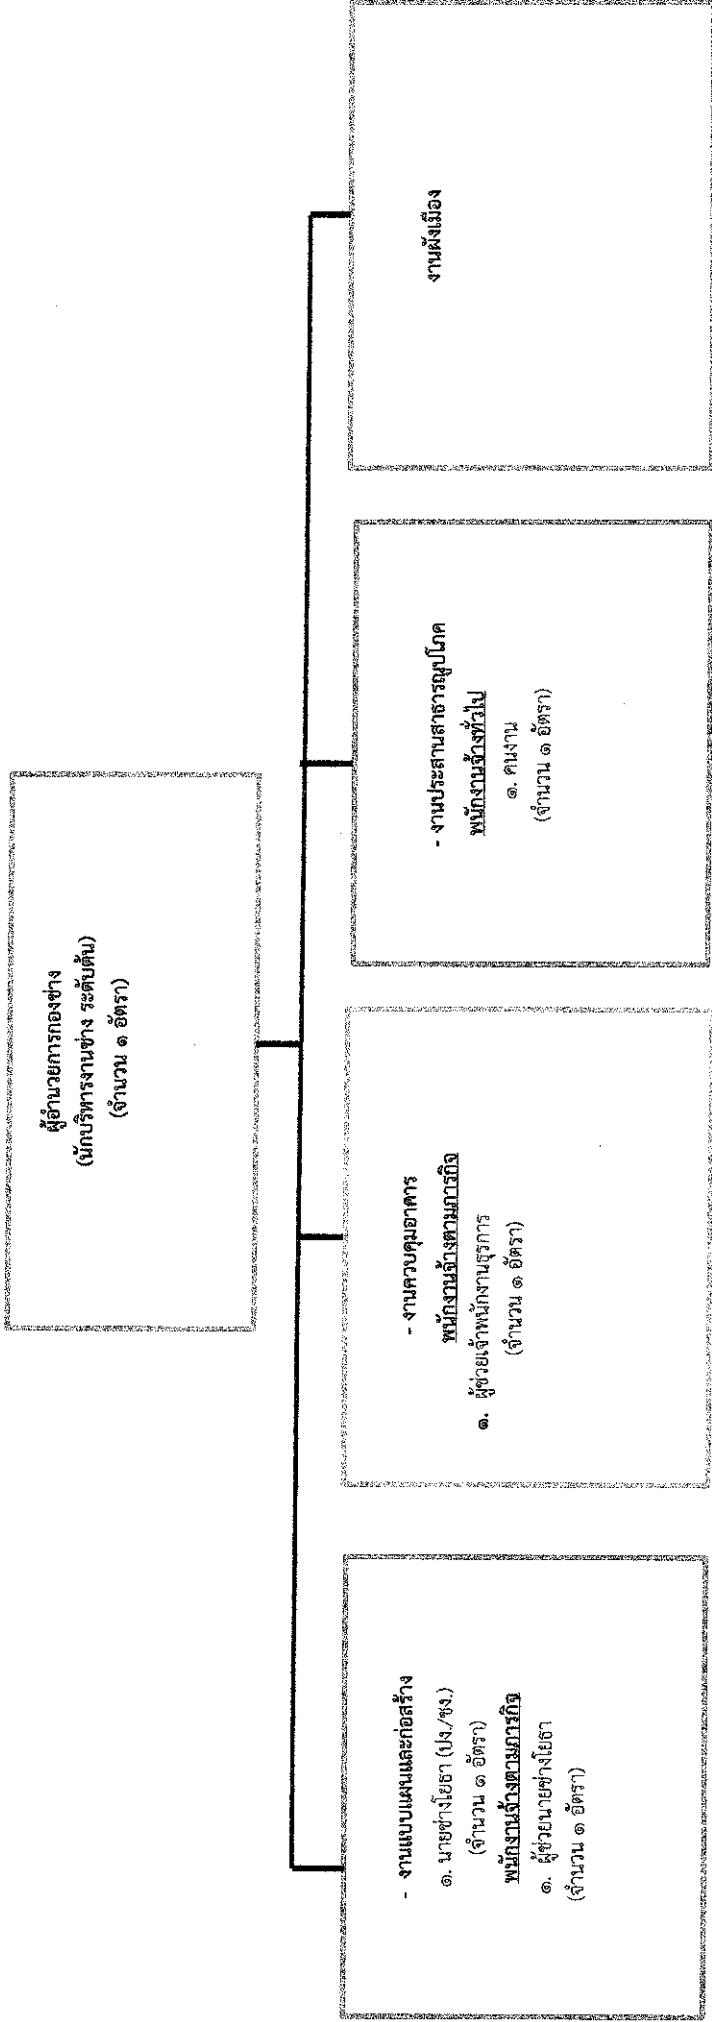 ผู้อำนวยการกองช่าง
(นักบริหารงานช่าง ระดับต้น)
(จำนวน ๑ อัตรา)
- งานแบบแผนและก่อสร้าง
๑. นายช่างโยธา (ปง./ชง.)
(จำนวน ๑ อัตรา)
พนักงานจ้างตามภารกิจ
๑. ผู้ช่วยนายช่างโยธา
(จำนวน ๑ อัตรา)
- งานควบคุมอาคาร
พนักงานจ้างตามภารกิจ
๑. ผู้ช่วยเจ้าพนักงานธุรการ
(จำนวน ๑ อัตรา)
- งานประสานสาธารณูปโภค
พนักงานจ้างทั่วไป
๑. คนงาน
(จำนวน ๑ อัตรา)
งานผังเมือง